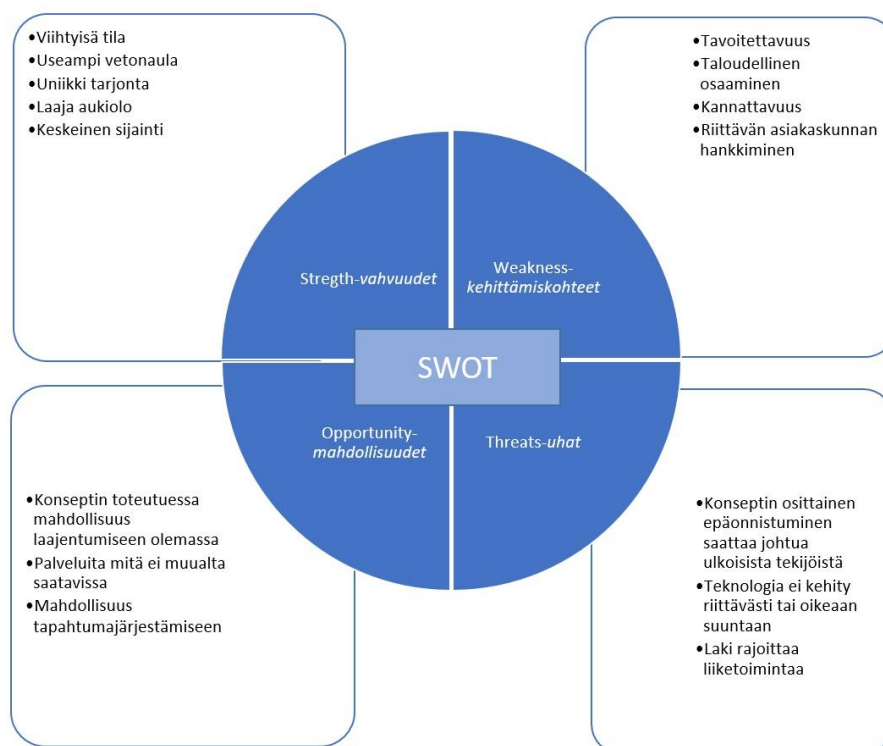 •Viihtyisä tila
•Useampi vetonaula
•Uniikki tarjonta
•Laaja aukiolo
•Keskeinen sijainti
•Tavoitettavuus
•Taloudellinen
osaaminen
•Kannattavuus
•Riittävän asiakaskunnan
hankkiminen
Stregth-vahvuudet
Weakness-
kehittämiskohteet
SWOT
Opportunity-
mahdollisuudet
Threats-uhat
•Konseptin toteutuessa
mahdollisuus
laajentumiseen olemassa
•Palveluita mitä ei muualta
saatavissa
•Mahdollisuus
tapahtumajärjestämiseen
•Konseptin osittainen
epäonnistuminen
saattaa johtua
ulkoisista tekijöistä
•Teknologia ei kehity
riittävästi tai oikeaan
suuntaan
•Laki rajoittaa
liiketoimintaa